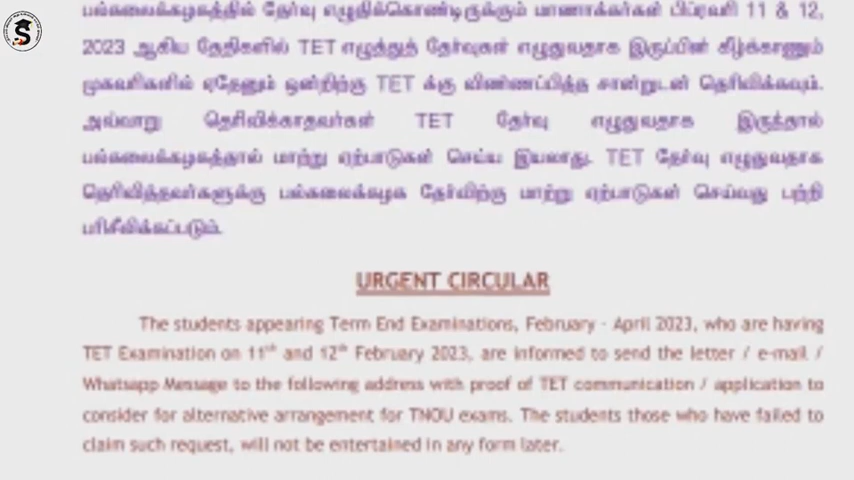 பல்கலைக்கழகத்தில் தேர்வு எழுதிக்கொண்டிருக்கும் மாணாக்கர்கள் பிப்ரவரி 11 & 12,
2023 ஆகிய தேதிகளில் TET எழுத்துத் தேர்வுகள் எழுதுவதாக இருப்பின் கீழ்க்காணும்
முகவரிகளில் ஏதேனும் ஒன்றிற்கு TET க்கு விண்ணப்பித்த சான்றுடன் தெரிவிக்கவும்.
அவ்வாறு தெரிவிக்காதவர்கள் TET தேர்வு எழுதுவதாக இருந்தால்
பல்கலைக்கழகத்தால் மாற்று ஏற்பாடுகள் செய்ய இயலாது. TET தேர்வு எழுதுவதாக
தெரிவித்தவர்களுக்கு பல்கலைக்கழக தேர்விற்கு மாற்று ஏற்பாடுகள் செய்வது பற்றி
பரிசீலிக்கப்படும்.
URGENT CIRCULAR
The students appearing Term End Examinations, February - April 2023, who are having
TET Examination on 11th and 12th February 2023, are informed to send the letter / e-mail /
Whatsapp Message to the following address with proof of TET communication / application to
consider for alternative arrangement for TNOU exams. The students those who have failed to
claim such request, will not be entertained in any form later.